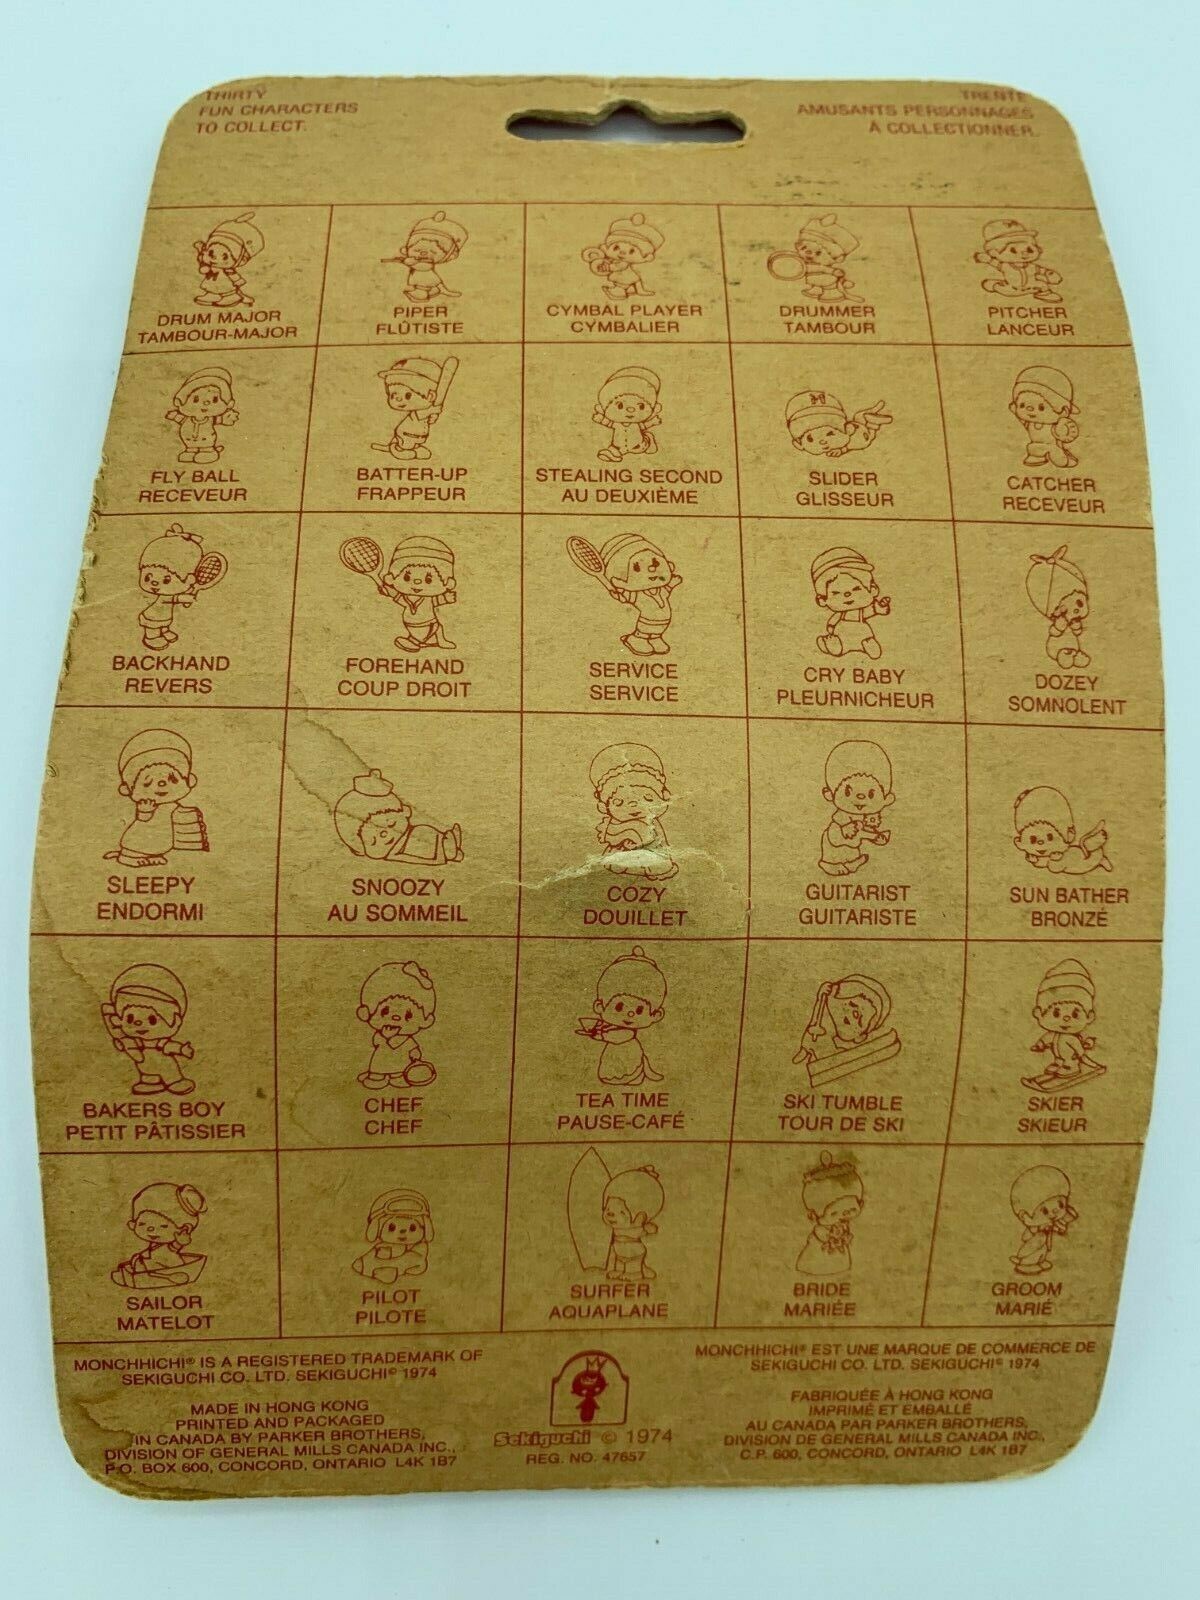 THIRTY
FUN CHARACTERS
TO COLLECT.
TRENTE
AMUSANTS PERSONNAGES
À COLLECTIONNER.
DRUM MAJOR
TAMBOUR-MAJOR
PIPER
FLÛTISTE
CYMBAL PLAYER
CYMBALIER
DRUMMER
TAMBOUR
PITCHER
LANCEUR
FLY BALL
RECEVEUR
BATTER-UP
FRAPPEUR
STEALING SECOND
AU DEUXIÈME
M
SLIDER
GLISSEUR
CATCHER
RECEVEUR
BACKHAND
REVERS
FOREHAND
COUP DROIT
SERVICE
SERVICE
CRY BABY
PLEURNICHEUR
DOZEY
SOMNOLENT
SLEEPY
ENDORMI
SNOOZY
AU SOMMEIL
COZY
DOUILLET
GUITARIST
GUITARISTE
SUN BATHER
BRONZÉ
BAKERS BOY
PETIT PÂTISSIER
CHEF
CHEF
TEA TIME
PAUSE-CAFÉ
SKI TUMBLE
TOUR DE SKI
SKIER
SKIEUR
SAILOR
MATELOT
PILOT
PILOTE
SURFER
AQUAPLANE
BRIDE
MARIÉE
GROOM
MARIÉ
MONCHHICHI® IS A REGISTERED TRADEMARK OF
SEKIGUCHI CO. LTD. SEKIGUCHI© 1974
MADE IN HONG KONG
PRINTED AND PACKAGED
IN CANADA BY PARKER BROTHERS,
DIVISION OF GENERAL MILLS CANADA INC.,
P.O. BOX 600, CONCORD, ONTARIO L4K 1B7
Sekiguchi © 1974
REG. NO. 47657
MONCHHICHI® EST UNE MARQUE DE COMMERCE DE
SEKIGUCHI CO. LTD. SEKIGUCHI© 1974
FABRIQUÉE À HONG KONG
IMPRIMÉ ET EMBALLÉ
AU CANADA PAR PARKER BROTHERS,
DIVISION DE GENERAL MILLS CANADA INC.,
C.P. 600, CONCORD, ONTARIO L4K 1B7